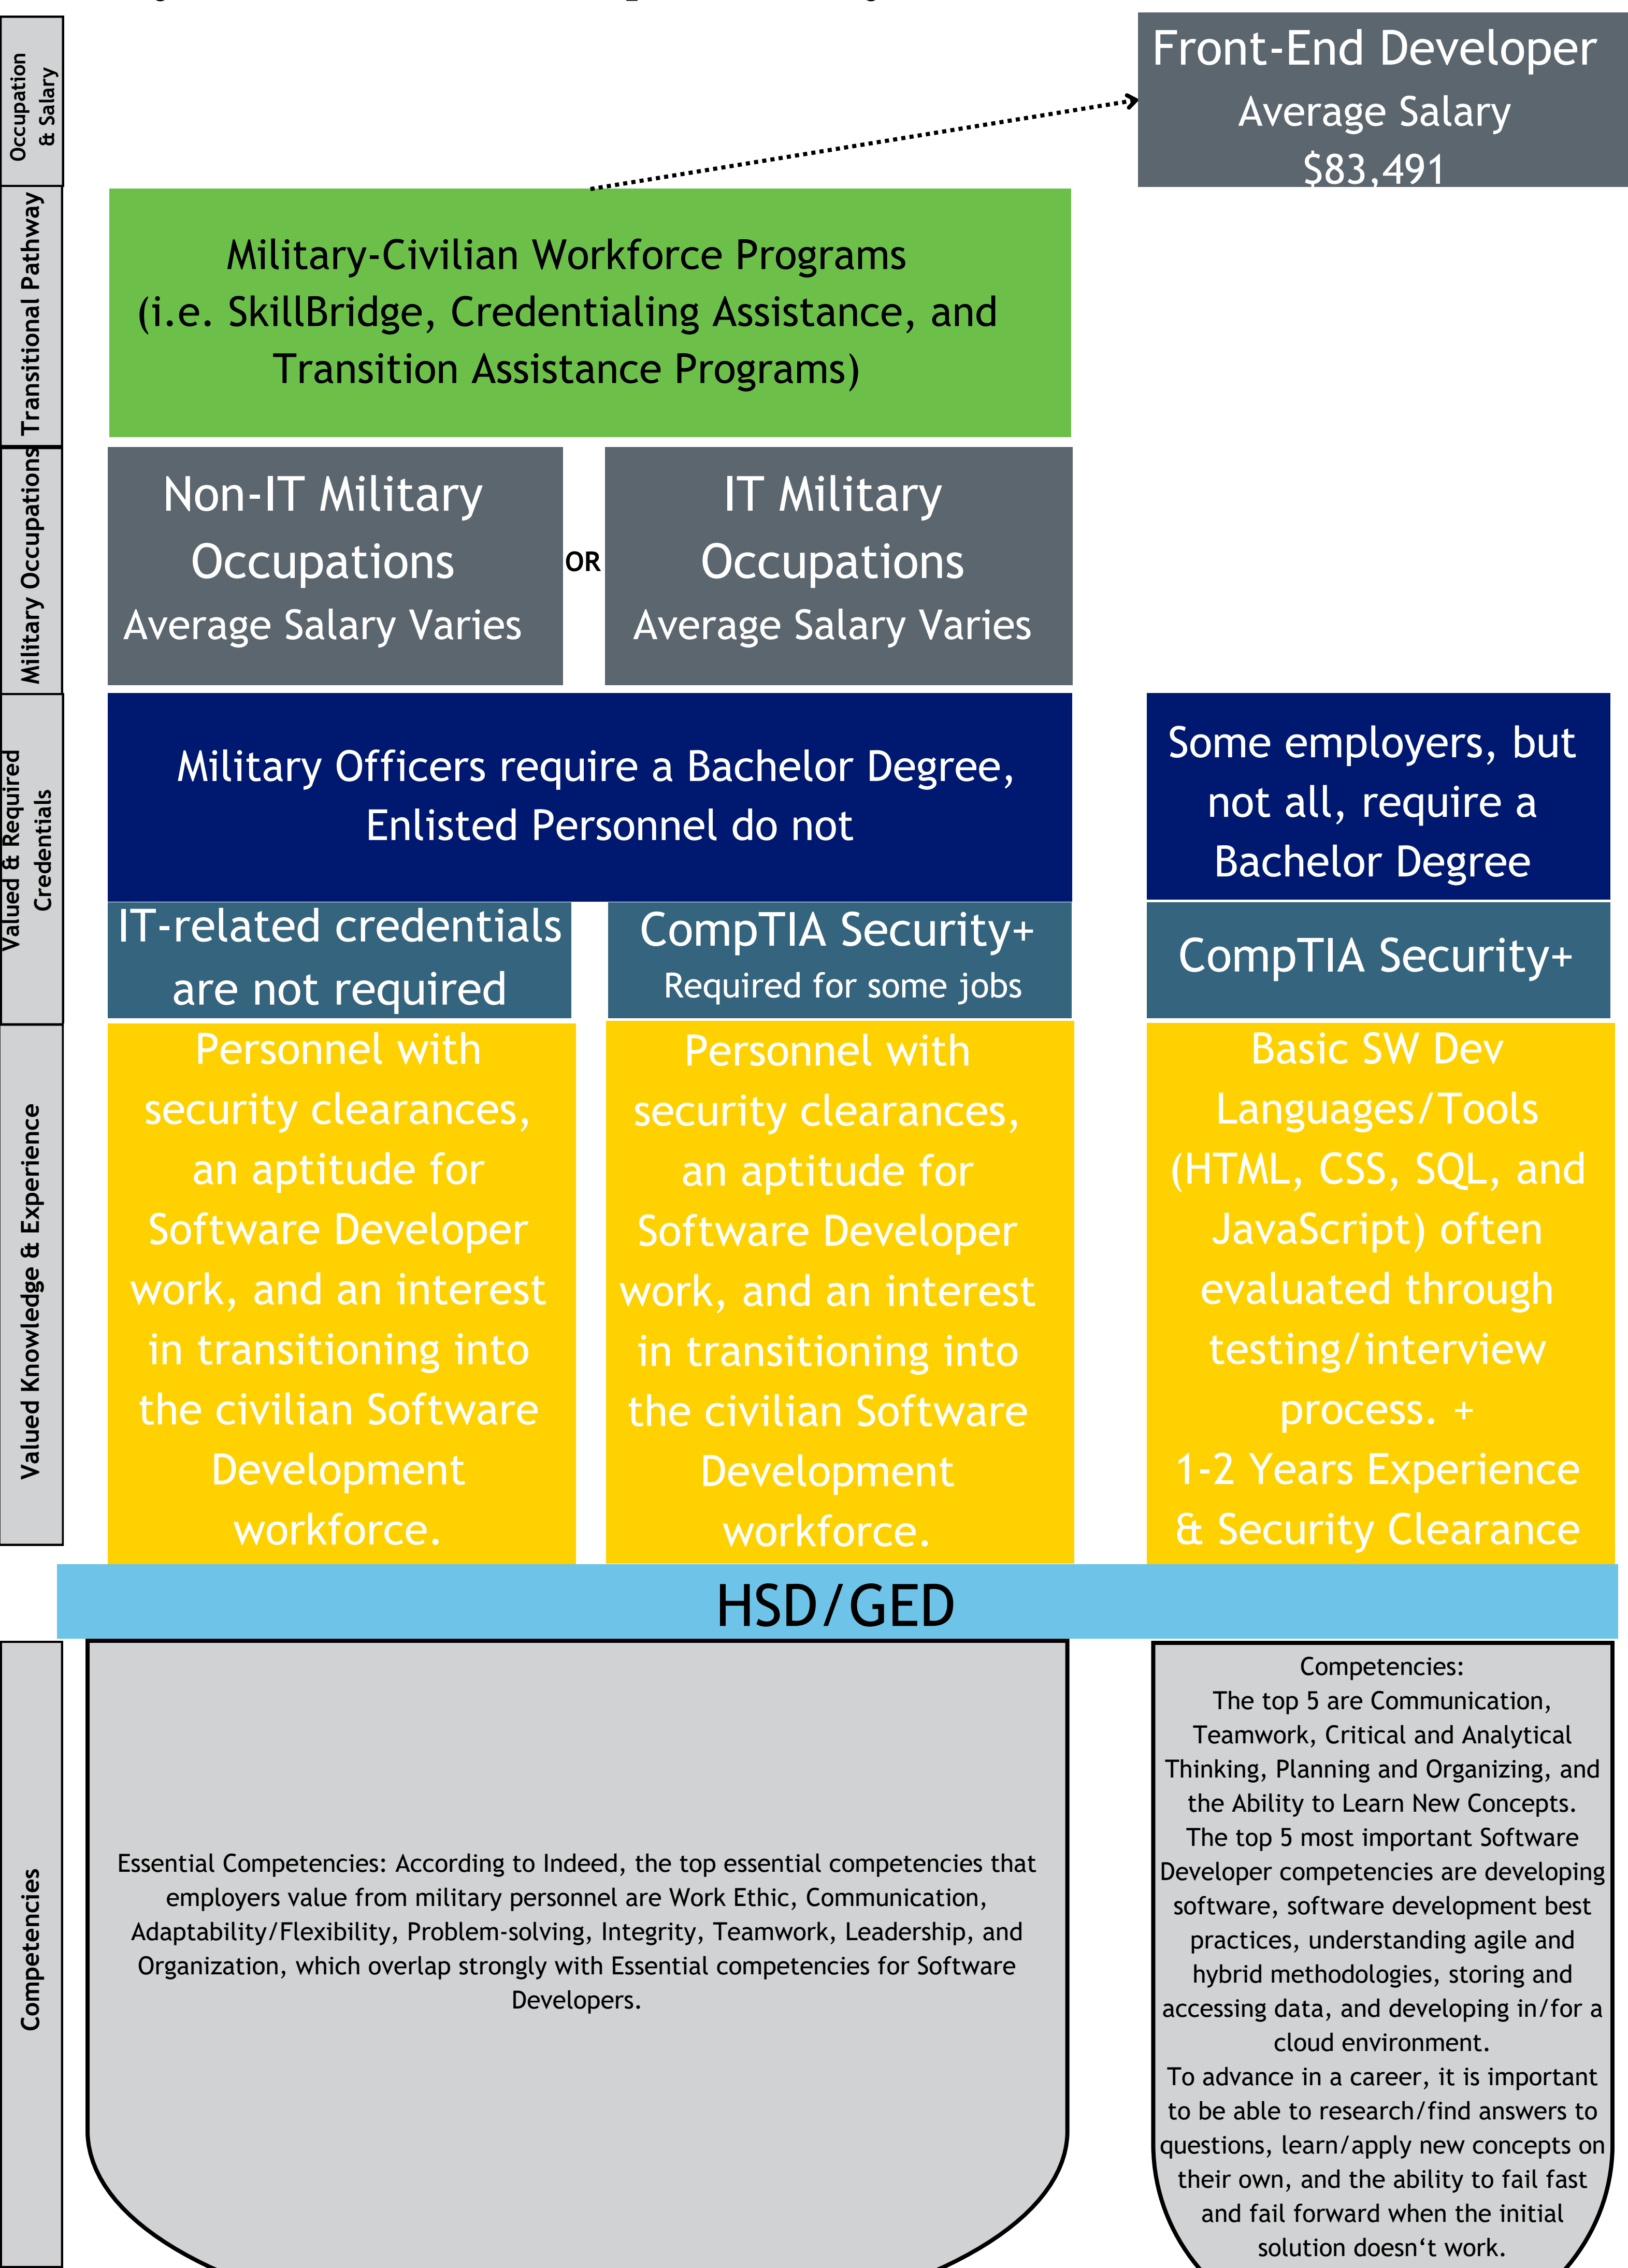 Occupation
& Salary
Front-End Developer
Average Salary
$83,491
Transitional Pathway
Military-Civilian Workforce Programs
(i.e. SkillBridge, Credentialing Assistance, and
Transition Assistance Programs)
Military Occupations
Non-IT Military
Occupations
Average Salary Varies
OR
IT Military
Occupations
Average Salary Varies
Valued & Required
Credentials
Military Officers require a Bachelor Degree,
Enlisted Personnel do not
Some employers, but
not all, require a
Bachelor Degree
IT-related credentials
are not required
CompTIA Security+
Required for some jobs
CompTIA Security+
Valued Knowledge & Experience
Personnel with
security clearances,
an aptitude for
Software Developer
work, and an interest
in transitioning into
the civilian Software
Development
workforce.
Personnel with
security clearances,
an aptitude for
Software Developer
work, and an interest
in transitioning into
the civilian Software
Development
workforce.
Basic SW Dev
Languages/Tools
(HTML, CSS, SQL, and
JavaScript) often
evaluated through
testing/interview
process. +
1-2 Years Experience
& Security Clearance
HSD/GED
Competencies
Essential Competencies: According to Indeed, the top essential competencies that
employers value from military personnel are Work Ethic, Communication,
Adaptability/Flexibility, Problem-solving, Integrity, Teamwork, Leadership, and
Organization, which overlap strongly with Essential competencies for Software
Developers.
Competencies:
The top 5 are Communication,
Teamwork, Critical and Analytical
Thinking, Planning and Organizing, and
the Ability to Learn New Concepts.
The top 5 most important Software
Developer competencies are developing
software, software development best
practices, understanding agile and
hybrid methodologies, storing and
accessing data, and developing in/for a
cloud environment.
To advance in a career, it is important
to be able to research/find answers to
questions, learn/apply new concepts on
their own, and the ability to fail fast
and fail forward when the initial
solution doesn‘t work.